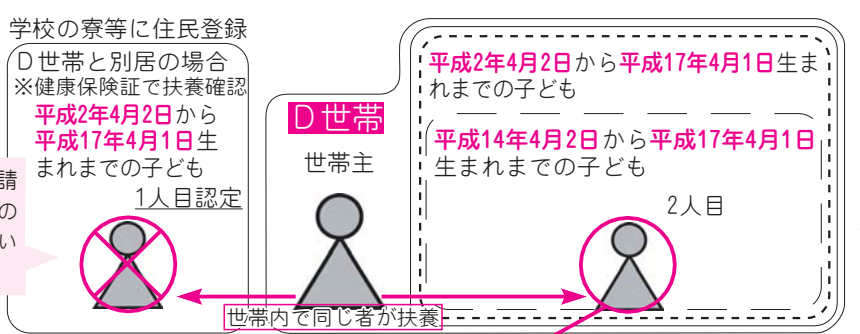 学校の寮等に住民登録
D世帯と別居の場合
※健康保険証で扶養確認
平成2年4月2日から
平成17年4月1日生
まれまでの子ども
1人目認定
請
の
い
D世帯
世帯主
平成2年4月2日から平成17年4月1日生ま
れまでの子ども
平成14年4月2日から平成17年4月1日
生まれまでの子ども
2人目
世帯内で同じ者が扶養